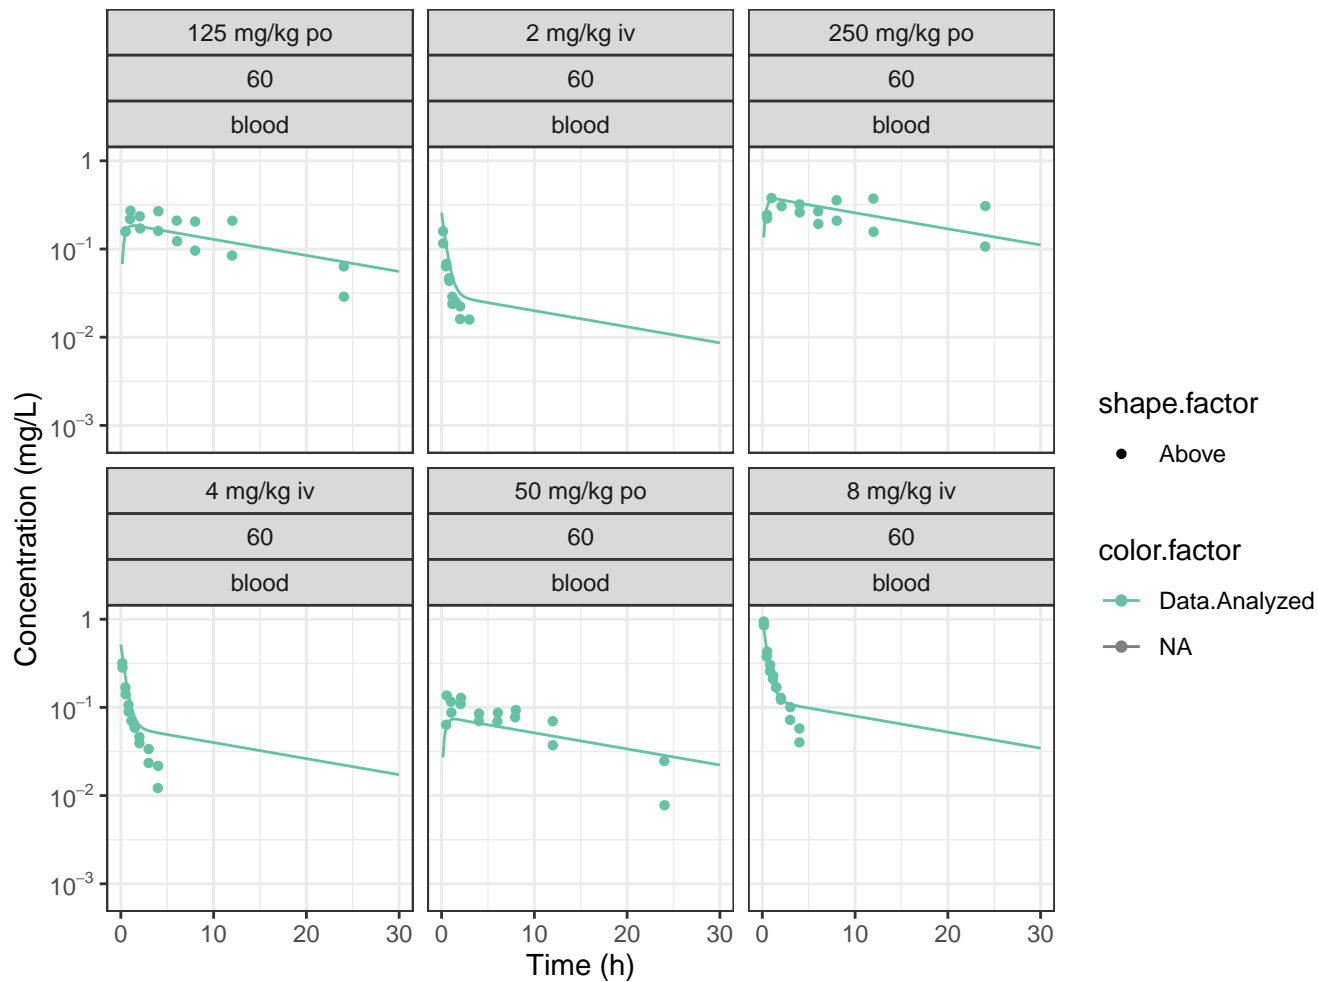 125 mg/kg po
2 mg/kg iv
250 mg/kg po
60
60
60
blood
blood
blood
1
10⁻¹
10⁻²
10⁻³
4 mg/kg iv
50 mg/kg po
8 mg/kg iv
60
60
60
blood
blood
blood
1
10⁻¹
10⁻²
10⁻³
0 10 20 30
0 10 20 30
0 10 20 30
Time (h)
Concentration (mg/L)
shape.factor
Above
color.factor
Data.Analyzed
NA